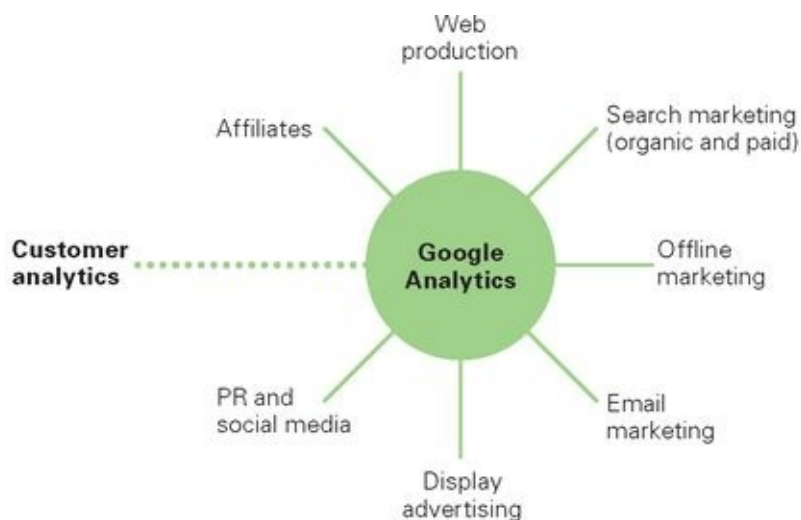 Web
production
Affiliates
Search marketing
(organic and paid)
Customer
analytics
Google
Analytics
Offline
marketing
PR and
social media
Email
marketing
Display
advertising